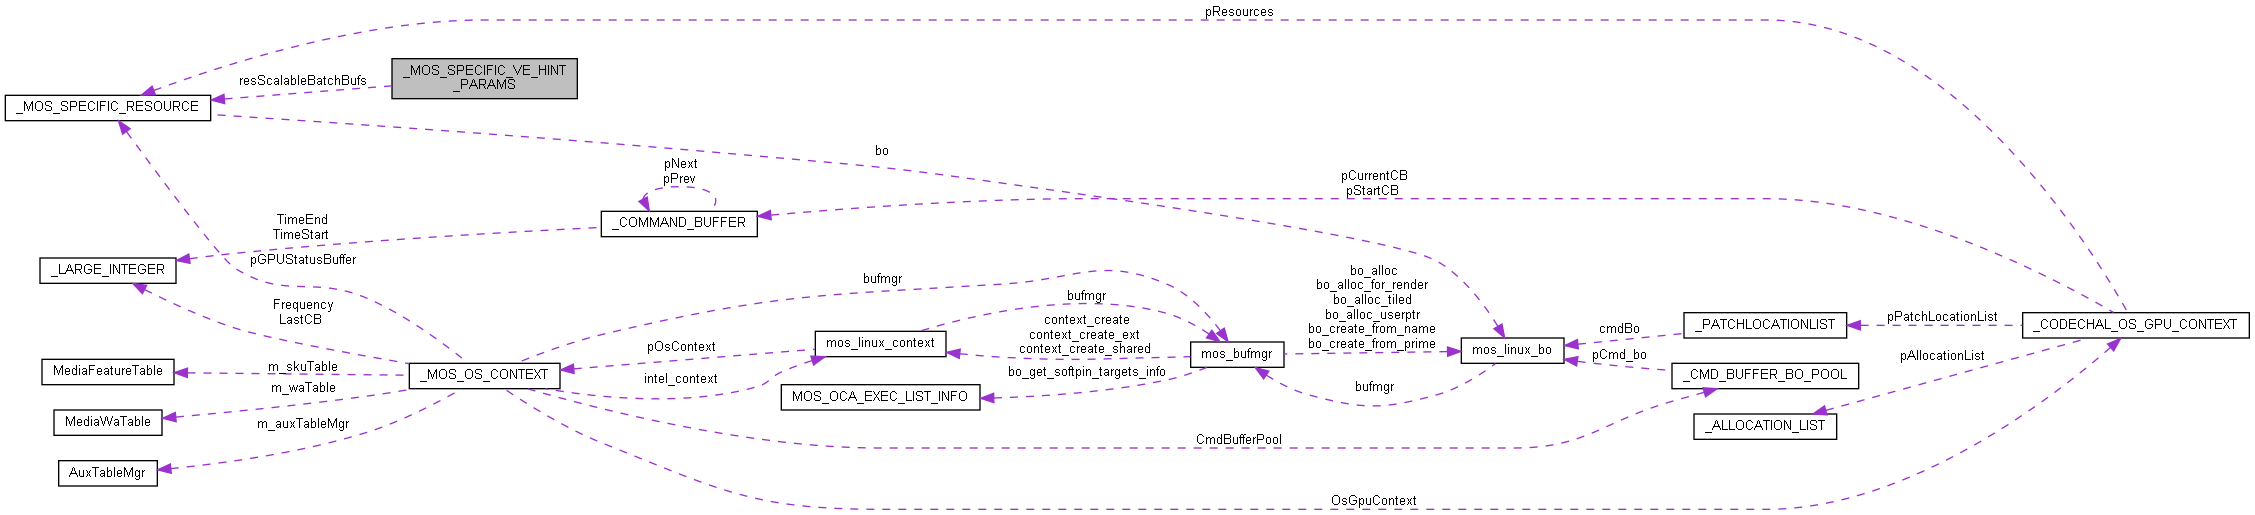 pResources
_MOS_SPECIFIC_VE_HINT
_PARAMS
resScalableBatchBufs
_MOS_SPECIFIC_RESOURCE
bo
pNext
pPrev
pCurrentCB
pStartCB
TimeEnd
TimeStart
_COMMAND_BUFFER
pGPUStatusBuffer
_LARGE_INTEGER
bufmgr
bo_alloc
bo_alloc_for_render
bo_alloc_tiled
bo_alloc_userptr
bo_create_from_name
bo_create_from_prime
bufmgr
Frequency
LastCB
context_create
context_create_ext
context_create_shared
pPatchLocationList
_PATCHLOCATIONLIST
_CODECHAL_OS_GPU_CONTEXT
cmdBo
mos_linux_context
pOsContext
mos_bufmgr
mos_linux_bo
pCmd_bo
pAllocationList
MediaFeatureTable
m_skuTable
_MOS_OS_CONTEXT
intel_context
bo_get_softpin_targets_info
bufmgr
_CMD_BUFFER_BO_POOL
m_waTable
MOS_OCA_EXEC_LIST_INFO
MediaWaTable
m_auxTableMgr
_ALLOCATION_LIST
CmdBufferPool
AuxTableMgr
OsGpuContext